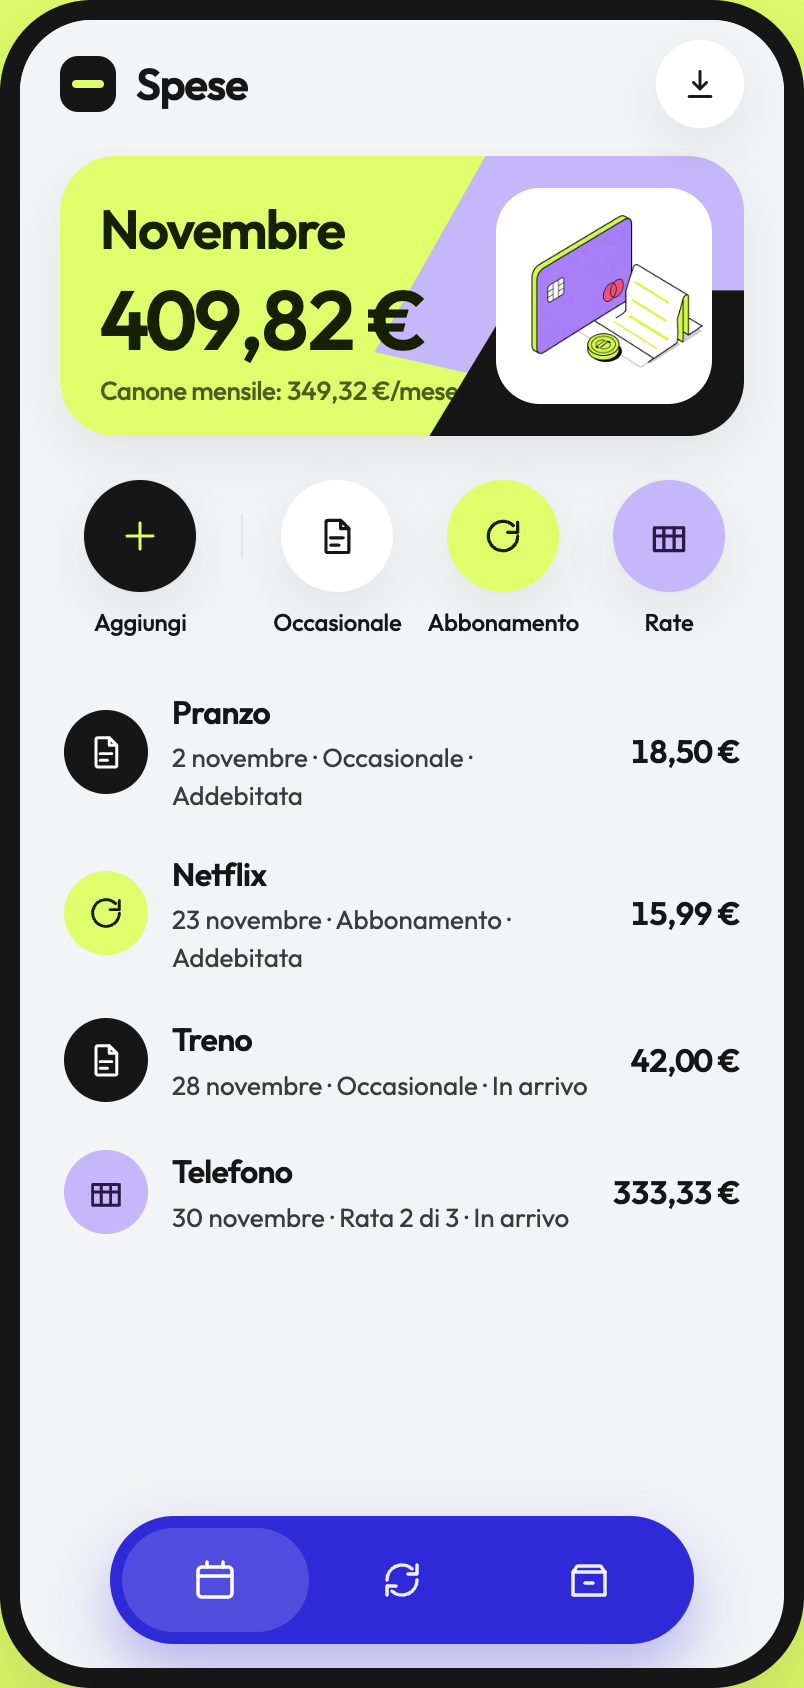 Spese
Novembre
409,82 €
Canone mensile: 349,32 €/mese
Aggiungi
Occasionale
Abbonamento
Rate
Pranzo
2 novembre · Occasionale ·
Addebitata
18,50 €
Netflix
23 novembre · Abbonamento ·
Addebitata
15,99 €
Treno
28 novembre · Occasionale · In arrivo
42,00 €
Telefono
30 novembre · Rata 2 di 3 · In arrivo
333,33 €